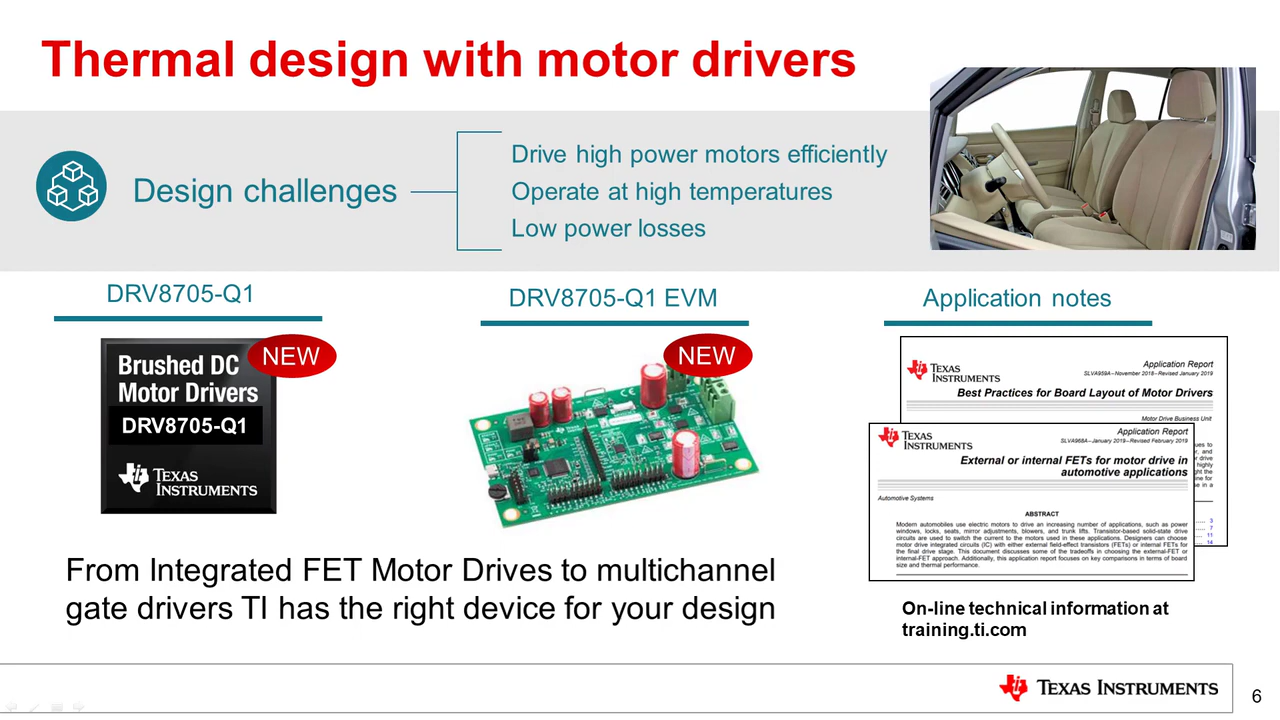 Thermal design with motor drivers
Design challenges
Drive high power motors efficiently
Operate at high temperatures
Low power losses
DRV8705-Q1
Brushed DC
Motor Drivers
DRV8705-Q1
TEXAS
INSTRUMENTS
NEW
DRV8705-Q1 EVM
NEW
Application notes
TEXAS
INSTRUMENTS
Application Report
SLVA959A–November 2018–Revised January 2019
Best Practices for Board Layout of Motor Drivers
Motor Drive Business Unit
TEXAS
INSTRUMENTS
Application Report
SLVA968A–January 2019–Revised February 2019
External or internal FETs for motor drive in
automotive applications
Automotive Systems
ABSTRACT
Modern automobiles use electric motors to drive an increasing number of applications, such as power
windows, locks, seats, mirror adjustments, blowers, and trunk lifts. Transistor-based solid-state drive
circuits are used to switch the current to the motors used in these applications. Designers can choose
motor drive integrated circuits (IC) with either external field-effect transistors (FETs) or internal FETs for
the final drive stage. This document discusses some of the tradeoffs in choosing the external-FET or
internal-FET approach. Additionally, this application report focuses on key comparisons in terms of board
size and thermal performance.
3
7
11
14
On-line technical information at
training.ti.com
From Integrated FET Motor Drives to multichannel
gate drivers TI has the right device for your design
TEXAS INSTRUMENTS
6